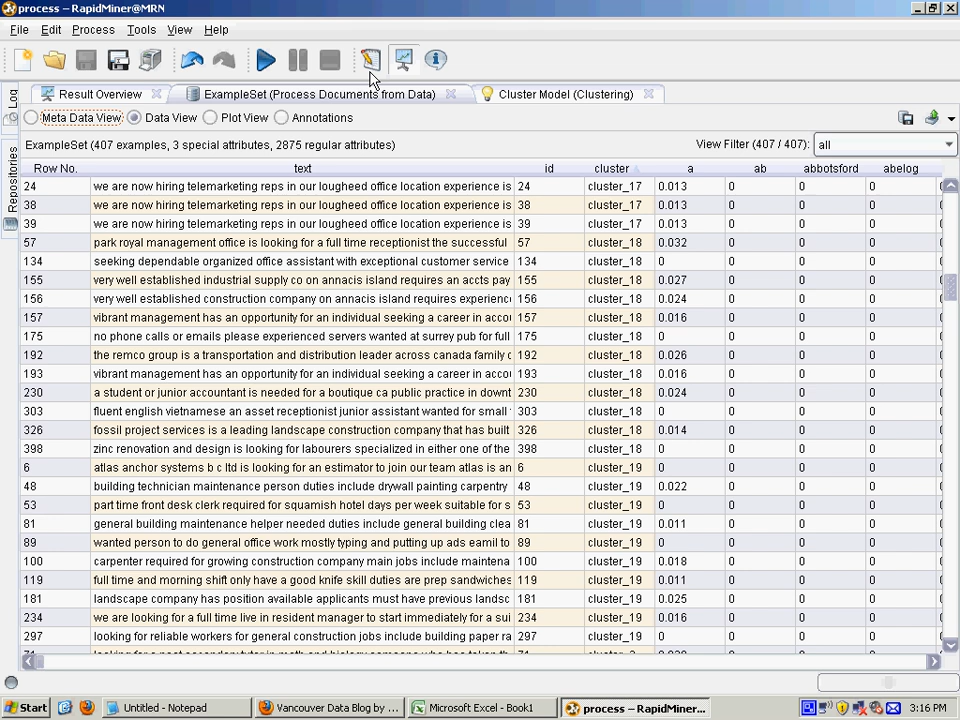 process – RapidMiner@MRN
File Edit Process Tools View Help
Result Overview ExampleSet (Process Documents from Data) Cluster Model (Clustering)
Log
Repositories
Meta Data View Data View Plot View Annotations
ExampleSet (407 examples, 3 special attributes, 2875 regular attributes) View Filter (407 / 407): all
Row No. text id cluster a ab abbotsford abelog
24 we are now hiring telemarketing reps in our lougheed office location experience is 24 cluster_17 0.013 0 0 0
38 we are now hiring telemarketing reps in our lougheed office location experience is 38 cluster_17 0.013 0 0 0
39 we are now hiring telemarketing reps in our lougheed office location experience is 39 cluster_17 0.013 0 0 0
57 park royal management office is looking for a full time receptionist the successful 57 cluster_18 0.032 0 0 0
134 seeking dependable organized office assistant with exceptional customer service 134 cluster_18 0 0 0 0
155 very well established industrial supply co on annacis island requires an accts pay 155 cluster_18 0.027 0 0 0
156 very well established construction company on annacis island requires experienc 156 cluster_18 0.024 0 0 0
157 vibrant management has an opportunity for an individual seeking a career in accou 157 cluster_18 0.016 0 0 0
175 no phone calls or emails please experienced servers wanted at surrey pub for full 175 cluster_18 0 0 0 0
192 the remco group is a transportation and distribution leader across canada family c 192 cluster_18 0.026 0 0 0
193 vibrant management has an opportunity for an individual seeking a career in accou 193 cluster_18 0.016 0 0 0
230 a student or junior accountant is needed for a boutique ca public practice in downt 230 cluster_18 0.024 0 0 0
303 fluent english vietnamese an asset receptionist junior assistant wanted for small 303 cluster_18 0 0 0 0
326 fossil project services is a leading landscape construction company that has built 326 cluster_18 0.014 0 0 0
398 zinc renovation and design is looking for labourers specialized in either one of the 398 cluster_18 0 0 0 0
6 atlas anchor systems b c ltd is looking for an estimator to join our team atlas is an 6 cluster_19 0 0 0 0
48 building technician maintenance person duties include drywall painting carpentry 48 cluster_19 0.022 0 0 0
53 part time front desk clerk required for squamish hotel days per week suitable for s 53 cluster_19 0 0 0 0
81 general building maintenance helper needed duties include general building clea 81 cluster_19 0.011 0 0 0
89 wanted person to do general office work mostly typing and putting up ads eamil to 89 cluster_19 0 0 0 0
100 carpenter required for growing construction company main jobs include maintena 100 cluster_19 0.018 0 0 0
119 full time and morning shift only have a good knife skill duties are prep sandwiches 119 cluster_19 0.011 0 0 0
181 landscape company has position available applicants must have previous landsc 181 cluster_19 0.025 0 0 0
234 we are looking for a full time live in resident manager to start immediately for a sui 234 cluster_19 0.016 0 0 0
297 looking for reliable workers for general construction jobs include building paper ra 297 cluster_19 0 0 0 0
Start Untitled - Notepad Vancouver Data Blog by ... Microsoft Excel - Book1 process – RapidMiner... 3:16 PM